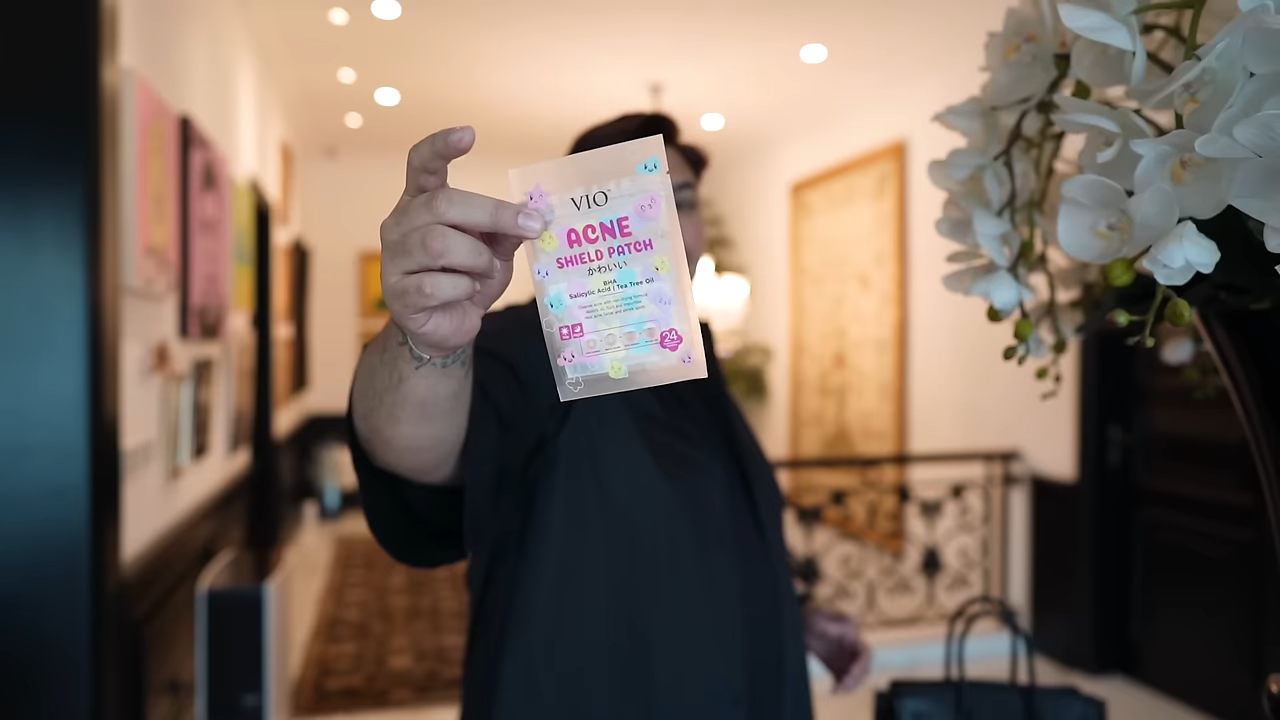 VIO
ACNE
SHIELD PATCH
かわいい
BHA
Salicylic Acid | Tea Tree Oil
24